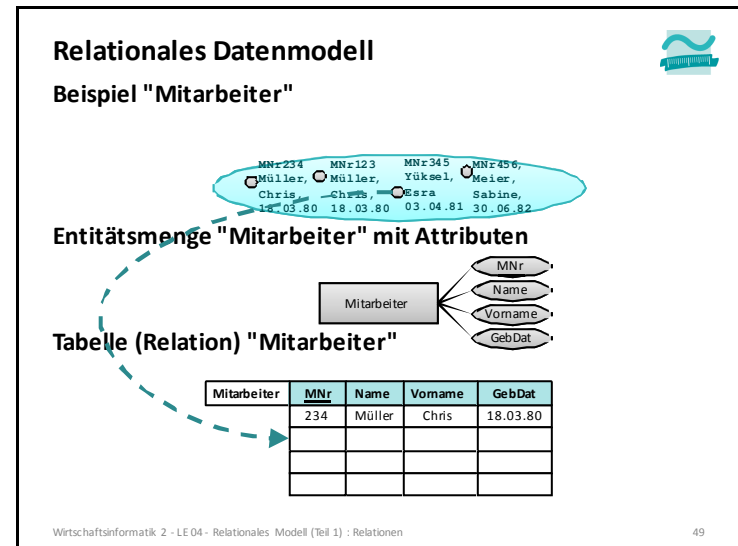 Relationales Datenmodell
Beispiel "Mitarbeiter"
MNr234
Müller,
Chris,
18.03.80
MNr123
Müller,
Chris,
18.03.80
MNr345
Yüksel,
Esra
03.04.81
MNr456,
Meier,
Sabine,
30.06.82
Entitätsmenge "Mitarbeiter" mit Attributen
Mitarbeiter
MNr
Name
Vorname
GebDat
Tabelle (Relation) "Mitarbeiter"
Mitarbeiter MNr Name Vorname GebDat
234 Müller Chris 18.03.80
Wirtschaftsinformatik 2 - LE 04 - Relationales Modell (Teil 1) : Relationen 49